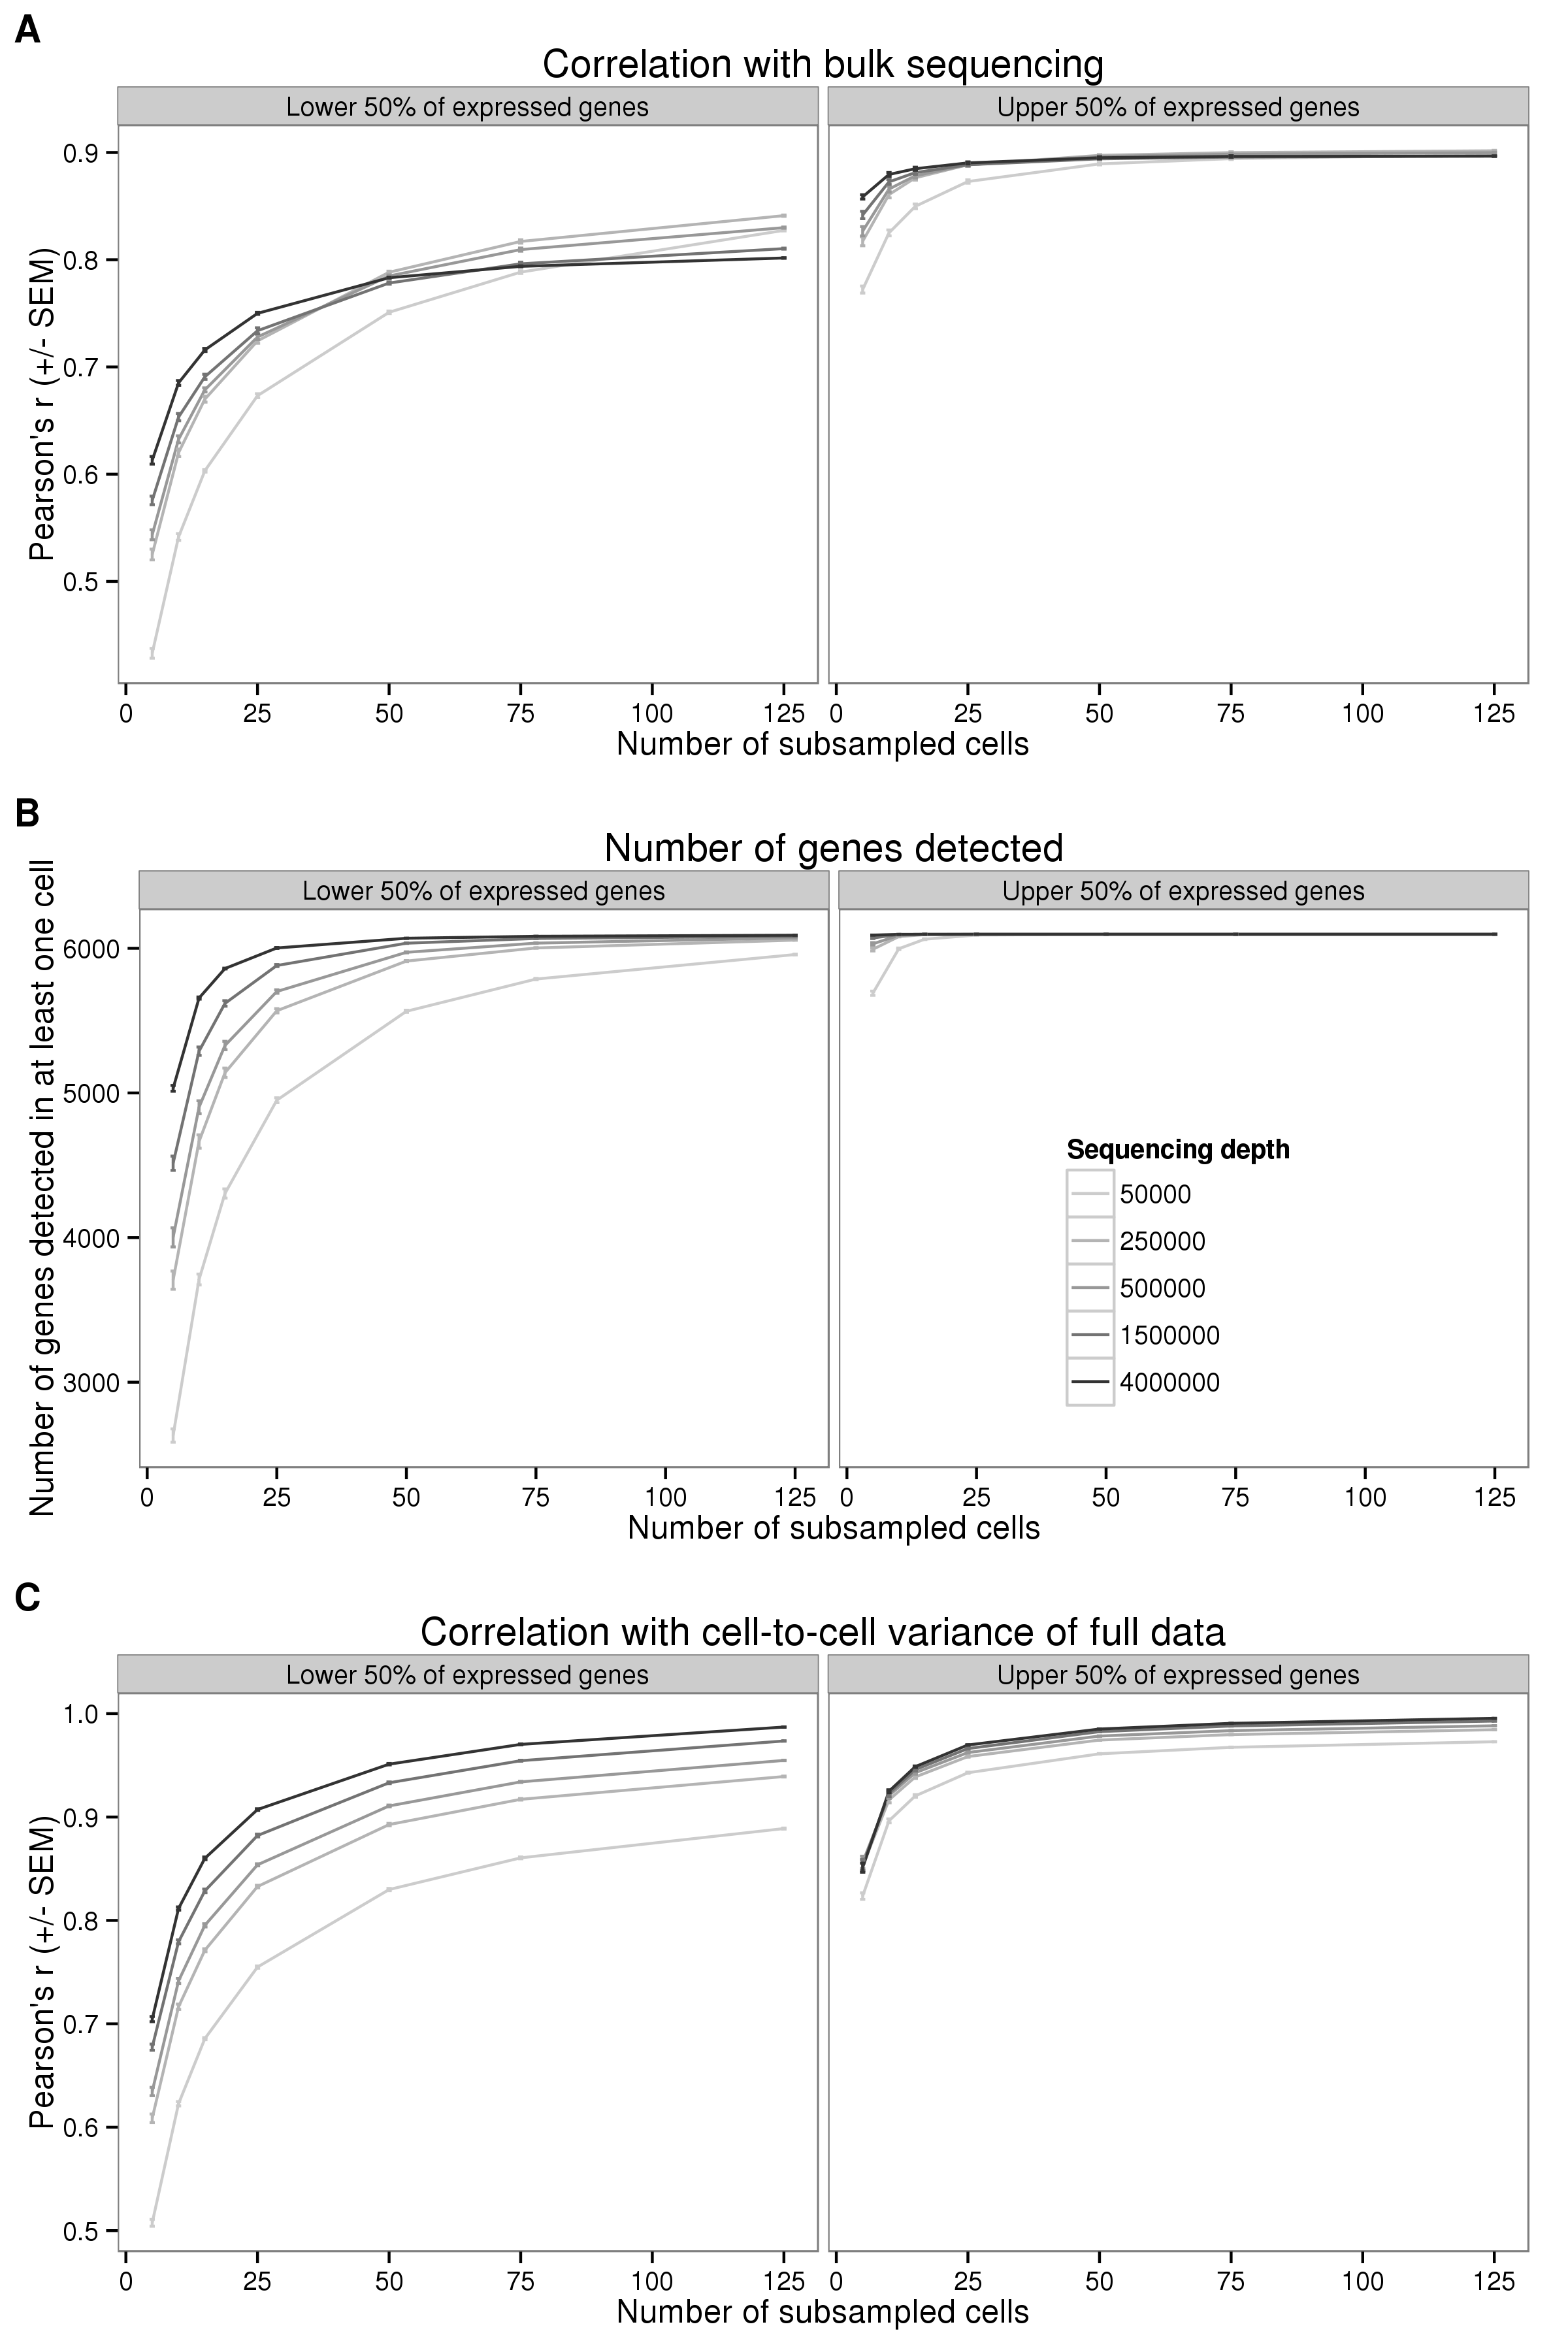 A
Correlation with bulk sequencing
Lower 50% of expressed genes
Upper 50% of expressed genes
Pearson's r (+/- SEM)
0.9
0.8
0.7
0.6
0.5
0 25 50 75 100 125
0 25 50 75 100 125
Number of subsampled cells
B
Number of genes detected
Lower 50% of expressed genes
Upper 50% of expressed genes
Number of genes detected in at least one cell
6000
5000
4000
3000
Sequencing depth
50000
250000
500000
1500000
4000000
0 25 50 75 100 125
0 25 50 75 100 125
Number of subsampled cells
C
Correlation with cell-to-cell variance of full data
Lower 50% of expressed genes
Upper 50% of expressed genes
Pearson's r (+/- SEM)
1.0
0.9
0.8
0.7
0.6
0.5
0 25 50 75 100 125
0 25 50 75 100 125
Number of subsampled cells